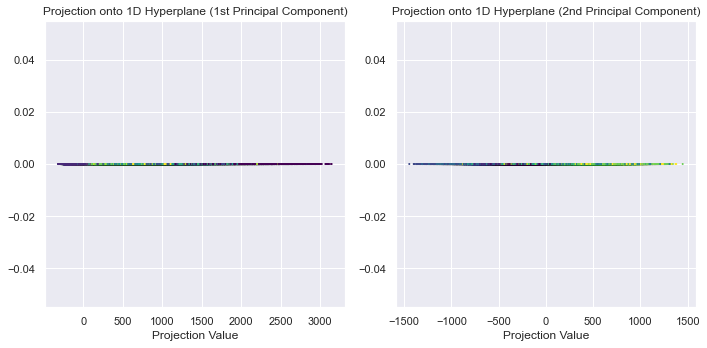 Projection onto 1D Hyperplane (1st Principal Component)
0.04
0.02
0.00
−0.02
−0.04
0 500 1000 1500 2000 2500 3000
Projection Value
Projection onto 1D Hyperplane (2nd Principal Component)
0.04
0.02
0.00
−0.02
−0.04
−1500 −1000 −500 0 500 1000 1500
Projection Value